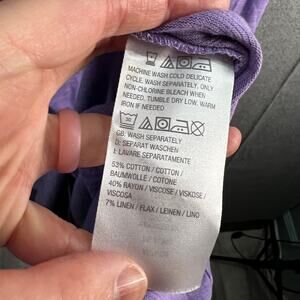 MACHINE WASH COLD DELICATE
CYCLE. WASH SEPARATELY. ONLY
NON-CHLORINE BLEACH WHEN
NEEDED. TUMBLE DRY LOW. WARM
IRON IF NEEDED
30
GB: WASH SEPARATELY
D: SEPARAT WASCHEN
I: LAVARE SEPARATAMENTE
53% COTTON / COTON /
BAUMWOLLE / COTONE
40% RAYON / VISCOSE / VISKOSE /
VISCOSA
7% LINEN / FLAX / LEINEN / LINO